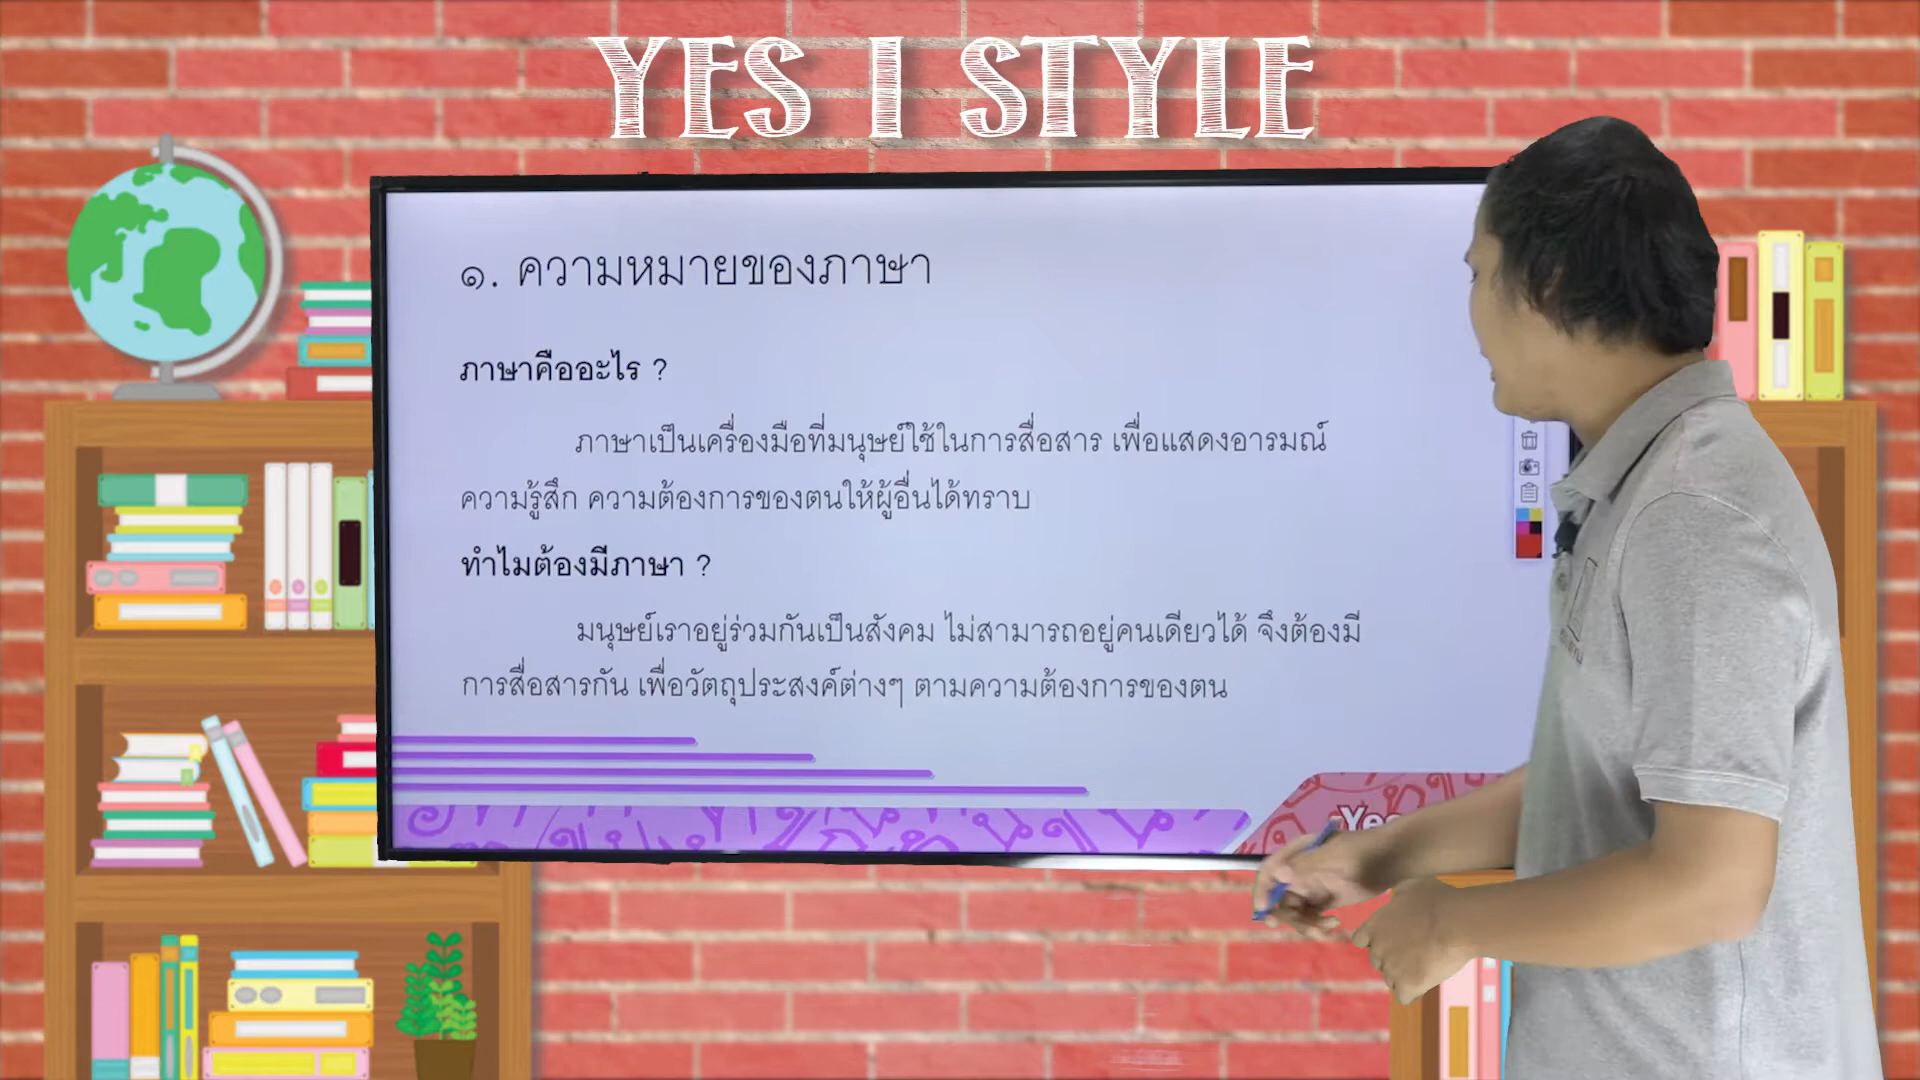 YES I STYLE
๑. ความหมายของภาษา
ภาษาคืออะไร ?
ภาษาเป็นเครื่องมือที่มนุษย์ใช้ในการสื่อสาร เพื่อแสดงอารมณ์
ความรู้สึก ความต้องการของตนให้ผู้อื่นได้ทราบ
ทำไมต้องมีภาษา ?
มนุษย์เราอยู่ร่วมกันเป็นสังคม ไม่สามารถอยู่คนเดียวได้ จึงต้องมี
การสื่อสารกัน เพื่อวัตถุประสงค์ต่างๆ ตามความต้องการของตน